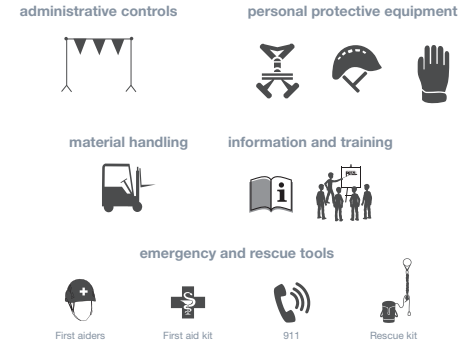 administrative controls
personal protective equipment
material handling
information and training
emergency and rescue tools
First aiders
First aid kit
911
Rescue kit